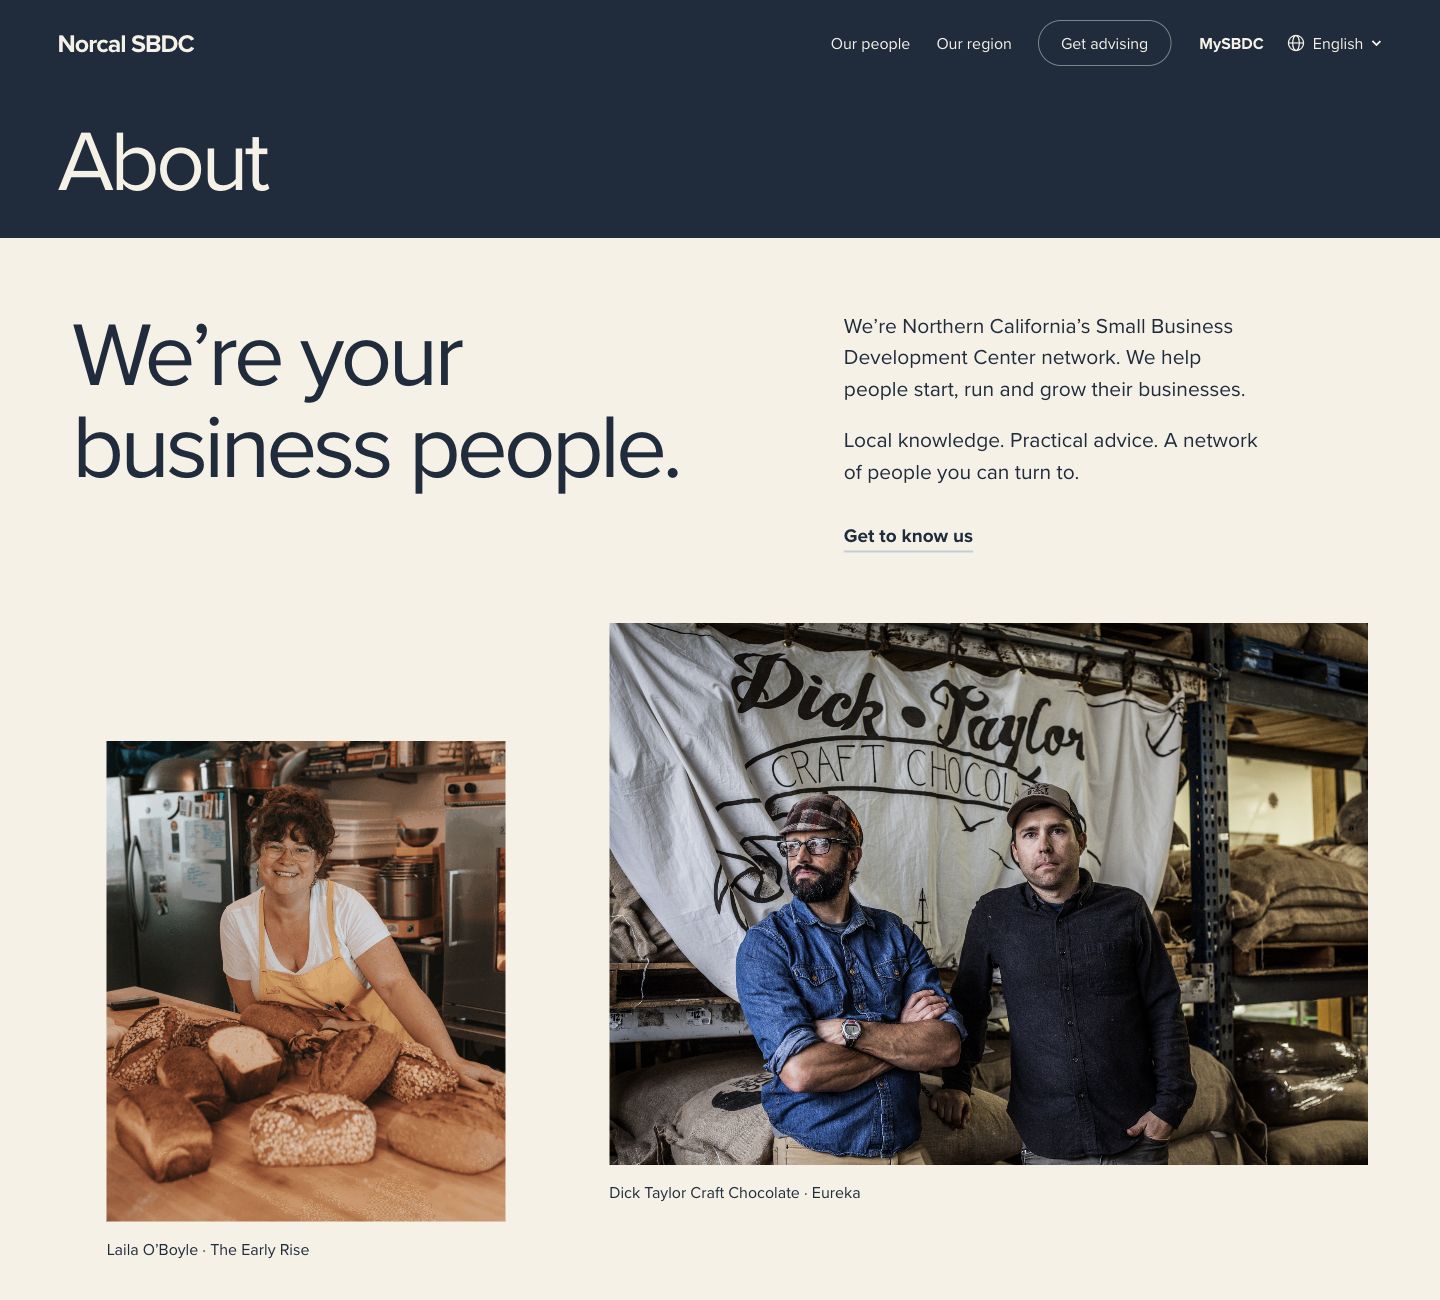 Norcal SBDC
Our people
Our region
Get advising
MySBDC
English
About
We’re your
business people.
We’re Northern California’s Small Business
Development Center network. We help
people start, run and grow their businesses.
Local knowledge. Practical advice. A network
of people you can turn to.
Get to know us
Dick • Taylor
CRAFT CHOCOL
Dick Taylor Craft Chocolate · Eureka
Laila O’Boyle · The Early Rise